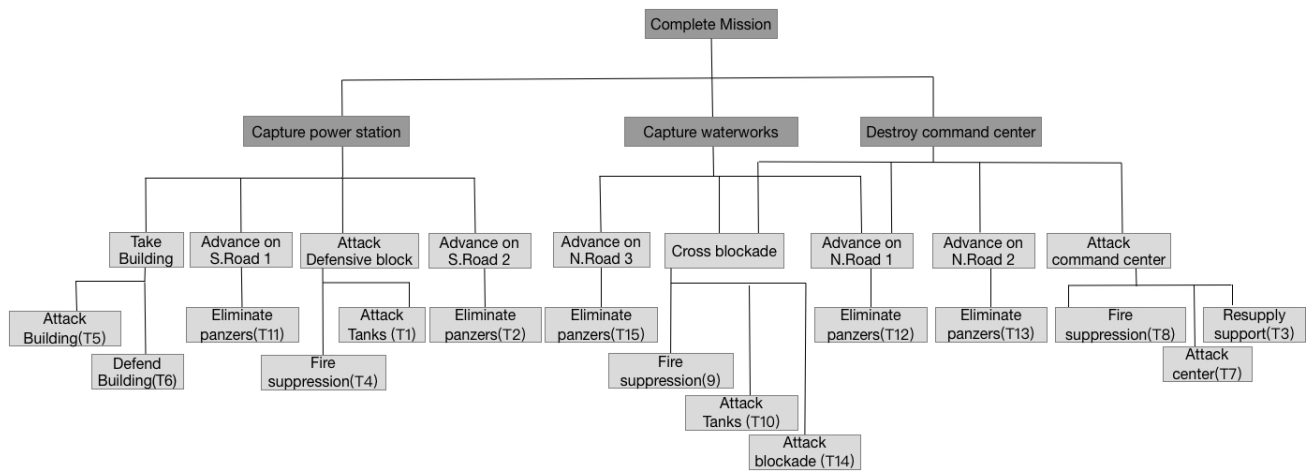 Complete Mission
Capture power station
Capture waterworks
Destroy command center
Take
Building
Advance on
S.Road 1
Attack
Defensive block
Advance on
S.Road 2
Advance on
N.Road 3
Cross blockade
Advance on
N.Road 1
Advance on
N.Road 2
Attack
command center
Attack
Building(T5)
Defend
Building(T6)
Eliminate
panzers(T11)
Fire
suppression(T4)
Attack
Tanks (T1)
Eliminate
panzers(T2)
Eliminate
panzers(T15)
Fire
suppression(9)
Attack
Tanks (T10)
Attack
blockade (T14)
Eliminate
panzers(T12)
Eliminate
panzers(T13)
Fire
suppression(T8)
Attack
center(T7)
Resupply
support(T3)